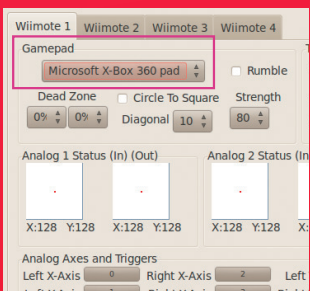 Wiimote 1 Wiimote 2 Wiimote 3 Wiimote 4
Gamepad
Microsoft X-Box 360 pad Rumble
Dead Zone Circle To Square Strength
0% 0% Diagonal 10 80
Analog 1 Status (In) (Out) Analog 2 Status (In
X:128 Y:128 X:128 Y:128 X:128 Y:128 X:
Analog Axes and Triggers
Left X-Axis 0 Right X-Axis 2 Left